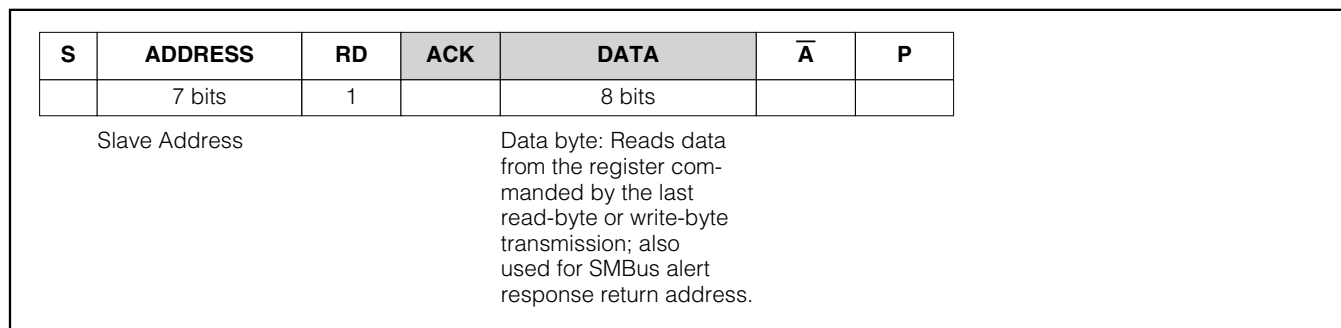 S ADDRESS RD ACK DATA A̅ P
7 bits 1 8 bits
Slave Address
Data byte: Reads data
from the register com-
manded by the last
read-byte or write-byte
transmission; also
used for SMBus alert
response return address.